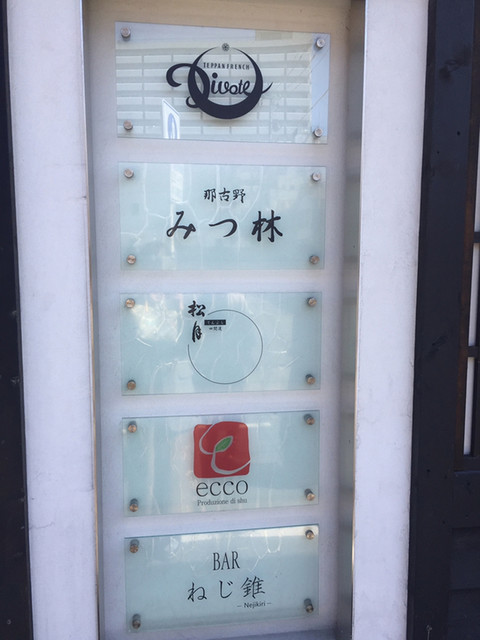 TEPPAN FRENCH
Divote
那古野
みつ林
松月
ecco
Produzione di shu
BAR
ねじ錐
- Nejikiri -